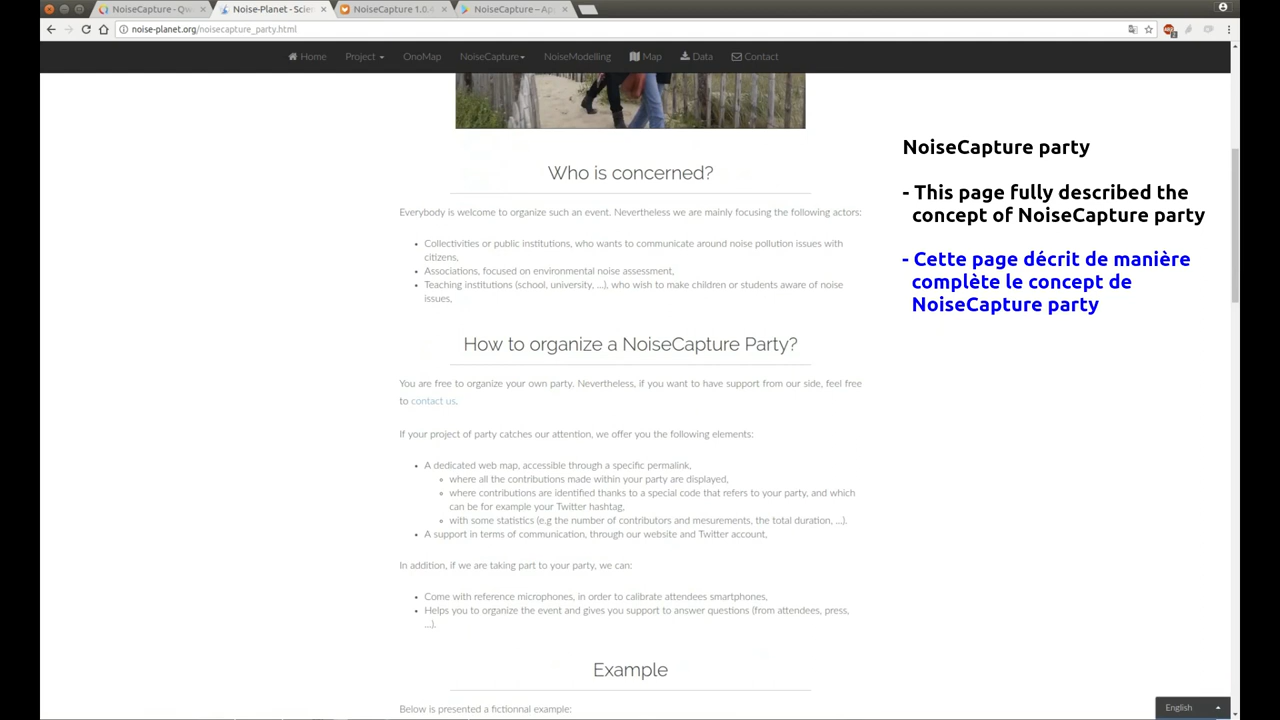 NoiseCapture - Qw
Noise-Planet - Scien
NoiseCapture 1.0.4
NoiseCapture – Ap
noise-planet.org/noisecapture_party.html
Home Project OnoMap NoiseCapture NoiseModelling Map Data Contact
Who is concerned?
Everybody is welcome to organize such an event. Nevertheless we are mainly focusing the following actors:
Collectivities or public institutions, who wants to communicate around noise pollution issues with
citizens,
Associations, focused on environmental noise assessment,
Teaching institutions (school, university, ...), who wish to make children or students aware of noise
issues,
How to organize a NoiseCapture Party?
You are free to organize your own party. Nevertheless, if you want to have support from our side, feel free
to contact us.
If your project of party catches our attention, we offer you the following elements:
A dedicated web map, accessible through a specific permalink,
where all the contributions made within your party are displayed,
where contributions are identified thanks to a special code that refers to your party, and which
can be for example your Twitter hashtag,
with some statistics (e.g the number of contributors and mesurements, the total duration, ...).
A support in terms of communication, through our website and Twitter account,
In addition, if we are taking part to your party, we can:
Come with reference microphones, in order to calibrate attendees smartphones,
Helps you to organize the event and gives you support to answer questions (from attendees, press,
...).
Example
Below is presented a fictionnal example:
NoiseCapture party
- This page fully described the
concept of NoiseCapture party
- Cette page décrit de manière
complète le concept de
NoiseCapture party
English